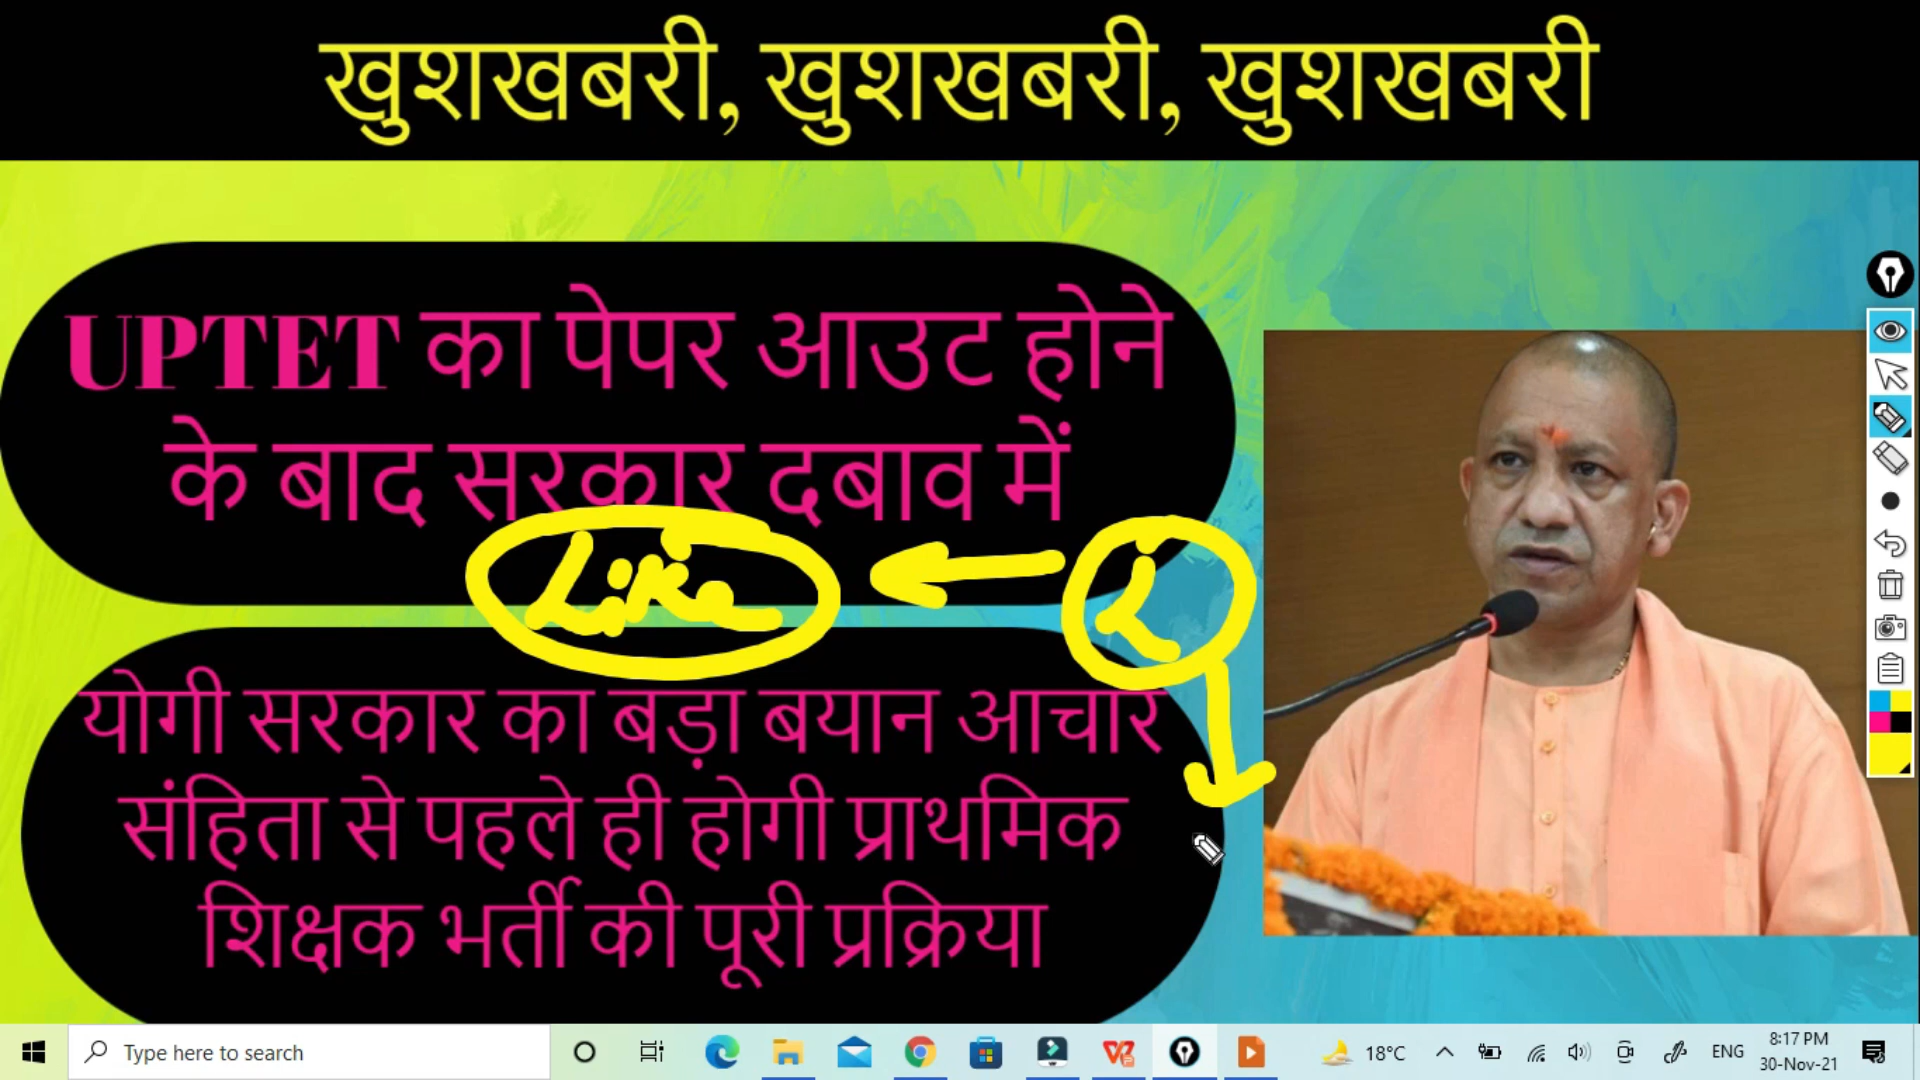 खुशखबरी, खुशखबरी, खुशखबरी
UPTET का पेपर आउट होने
के बाद सरकार दबाव में
Like
i
योगी सरकार का बड़ा बयान आचार
संहिता से पहले ही होगी प्राथमिक
शिक्षक भर्ती की पूरी प्रक्रिया
Type here to search
18°C
ENG
8:17 PM
30-Nov-21